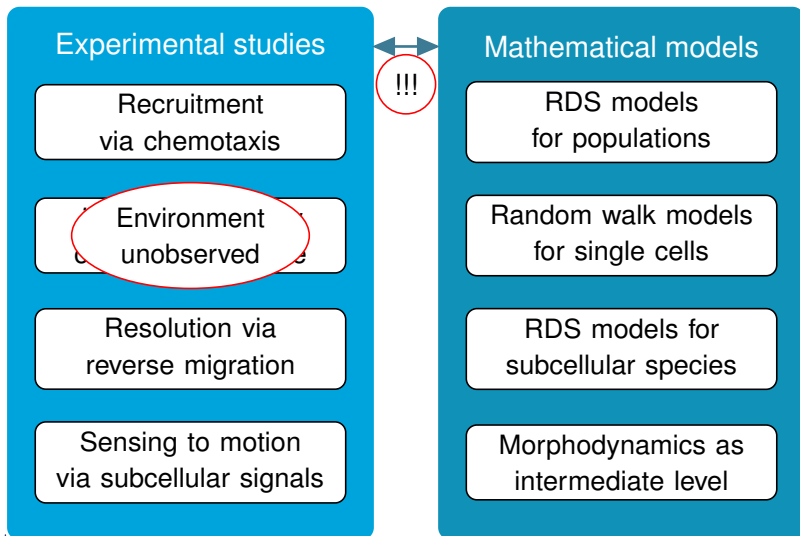 Experimental studies
Recruitment
via chemotaxis
Environment
unobserved
Resolution via
reverse migration
Sensing to motion
via subcellular signals
!!!
Mathematical models
RDS models
for populations
Random walk models
for single cells
RDS models for
subcellular species
Morphodynamics as
intermediate level